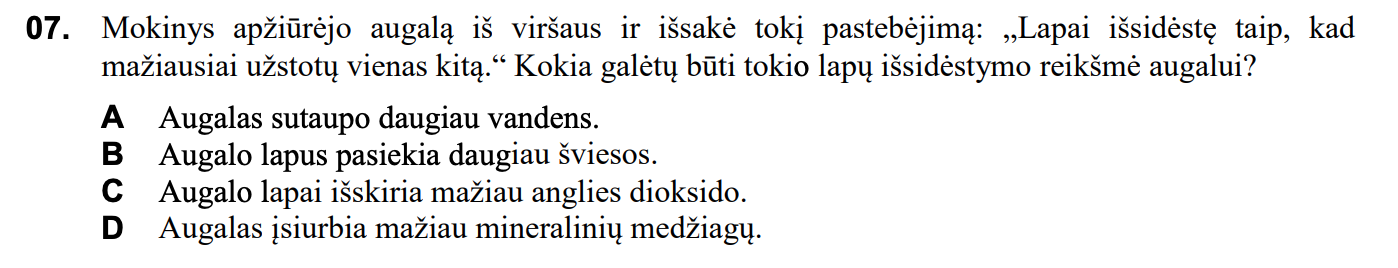 07. Mokinys apžiūrėjo augalą iš viršaus ir išsakė tokį pastebėjimą: „Lapai išsidėstę taip, kad
mažiausiai užstotų vienas kitą.“ Kokia galėtų būti tokio lapų išsidėstymo reikšmė augalui?
A Augalas sutaupo daugiau vandens.
B Augalo lapus pasiekia daugiau šviesos.
C Augalo lapai išskiria mažiau anglies dioksido.
D Augalas įsiurbia mažiau mineralinių medžiagų.